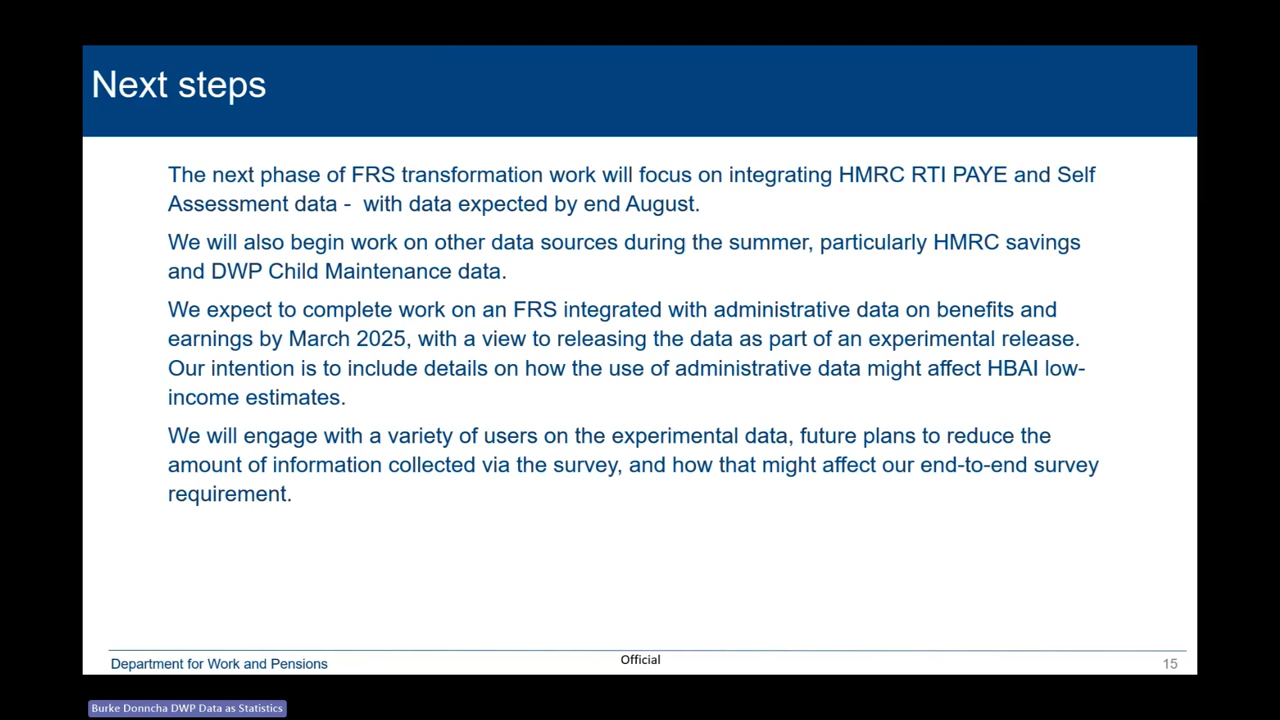 Next steps
The next phase of FRS transformation work will focus on integrating HMRC RTI PAYE and Self
Assessment data -  with data expected by end August.
We will also begin work on other data sources during the summer, particularly HMRC savings
and DWP Child Maintenance data.
We expect to complete work on an FRS integrated with administrative data on benefits and
earnings by March 2025, with a view to releasing the data as part of an experimental release.
Our intention is to include details on how the use of administrative data might affect HBAI low-
income estimates.
We will engage with a variety of users on the experimental data, future plans to reduce the
amount of information collected via the survey, and how that might affect our end-to-end survey
requirement.
Department for Work and Pensions
Official
15
Burke Donncha DWP Data as Statistics